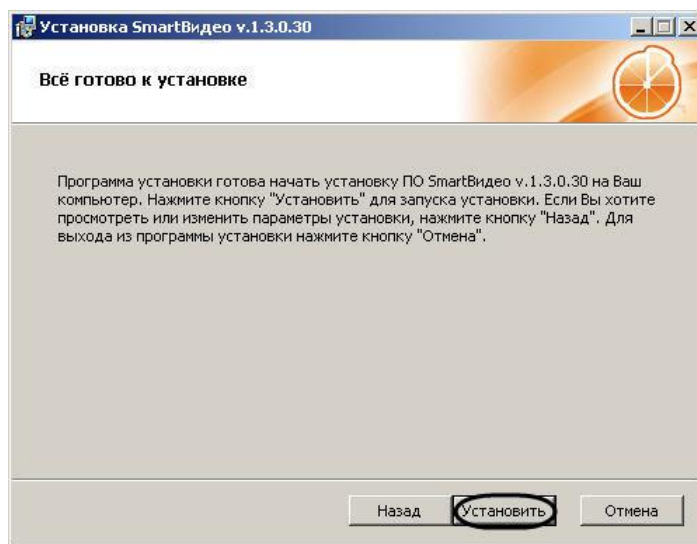 Установка SmartВидео v.1.3.0.30
Всё готово к установке
Программа установки готова начать установку ПО SmartВидео v.1.3.0.30 на Ваш
компьютер. Нажмите кнопку "Установить" для запуска установки. Если Вы хотите
просмотреть или изменить параметры установки, нажмите кнопку "Назад". Для
выхода из программы установки нажмите кнопку "Отмена".
Назад Установить Отмена